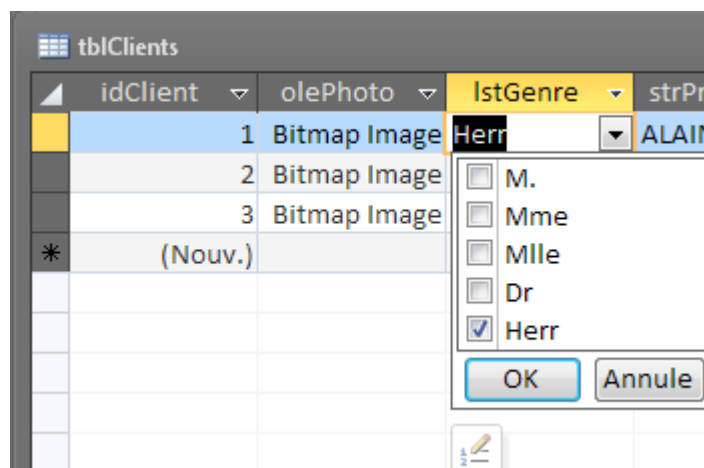 tblClients
idClient olePhoto lstGenre strPr
1 Bitmap Image Herr ALAIN
2 Bitmap Image
3 Bitmap Image
(Nouv.)
M.
Mme
Mlle
Dr
Herr
OK Annule